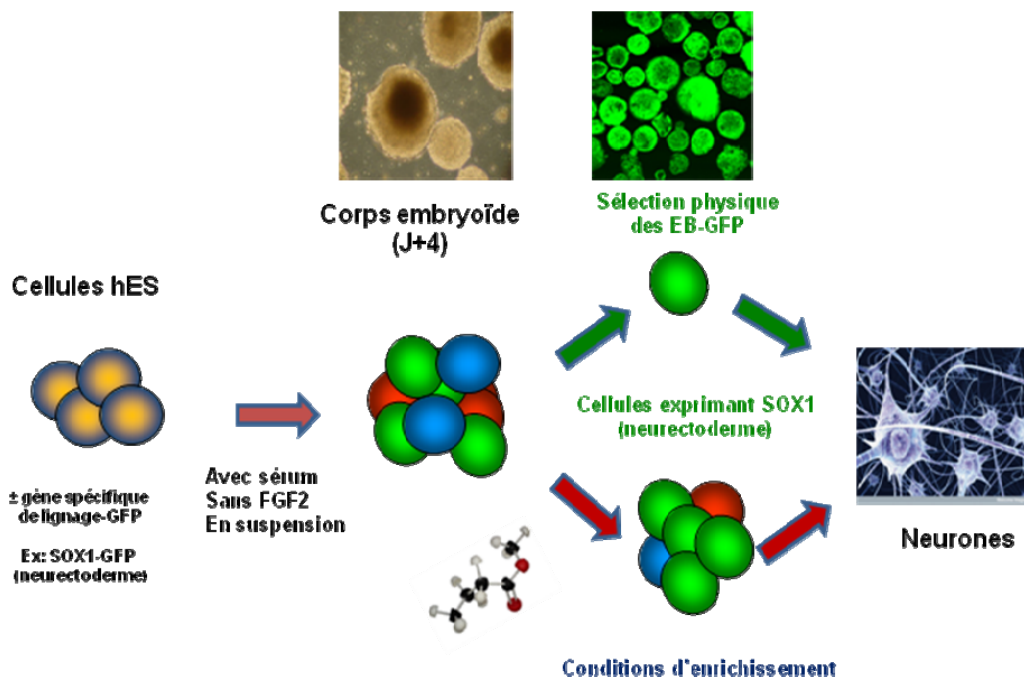 Corps embryoïde
(J+4)
Sélection physique
des EB-GFP
Cellules hES
Cellules exprimant SOX1
(neurectoderme)
± gène spécifique
de lignage-GFP
Ex: SOX1-GFP
(neurectoderme)
Avec sérum
Sans FGF2
En suspension
Neurones
Conditions d'enrichissement